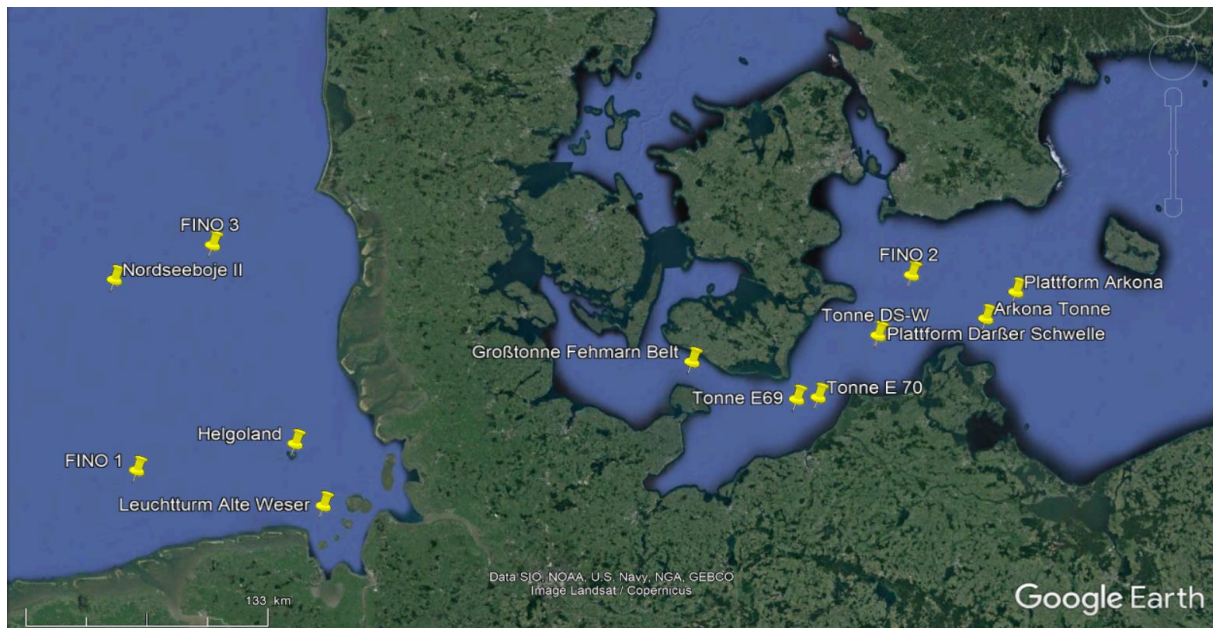 FINO 3
Nordseeboje II
FINO 2
Plattform Arkona
Arkona Tonne
Tonne DS-W
Plattform Darßer Schwelle
Großtonne Fehmarn Belt
Tonne E69
Tonne E 70
Helgoland
FINO 1
Leuchtturm Alte Weser
Data SIO, NOAA, U.S. Navy, NGA, GEBCO
Image Landsat / Copernicus
133 km
Google Earth